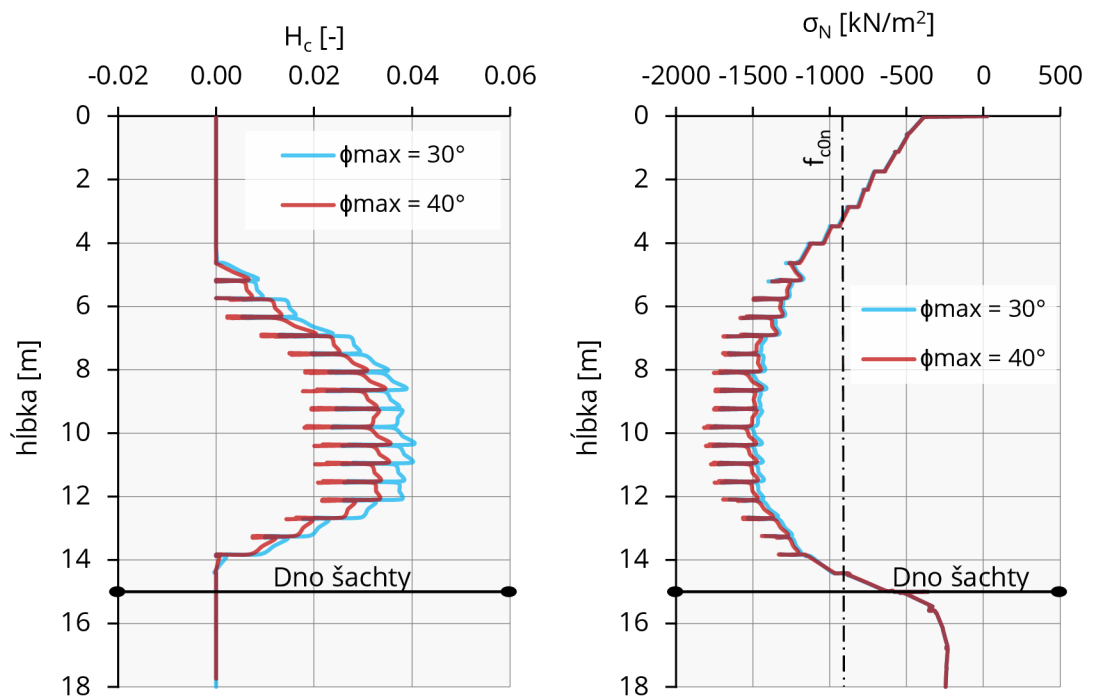 H_c [-]
-0.02 0.00 0.02 0.04 0.06
0
2
4
6
8
10
12
14
16
18
hĺbka [m]
ϕmax = 30°
ϕmax = 40°
Dno šachty
σ_N [kN/m²]
-2000 -1500 -1000 -500 0 500
0
2
4
6
8
10
12
14
16
18
hĺbka [m]
f_c0n
ϕmax = 30°
ϕmax = 40°
Dno šachty